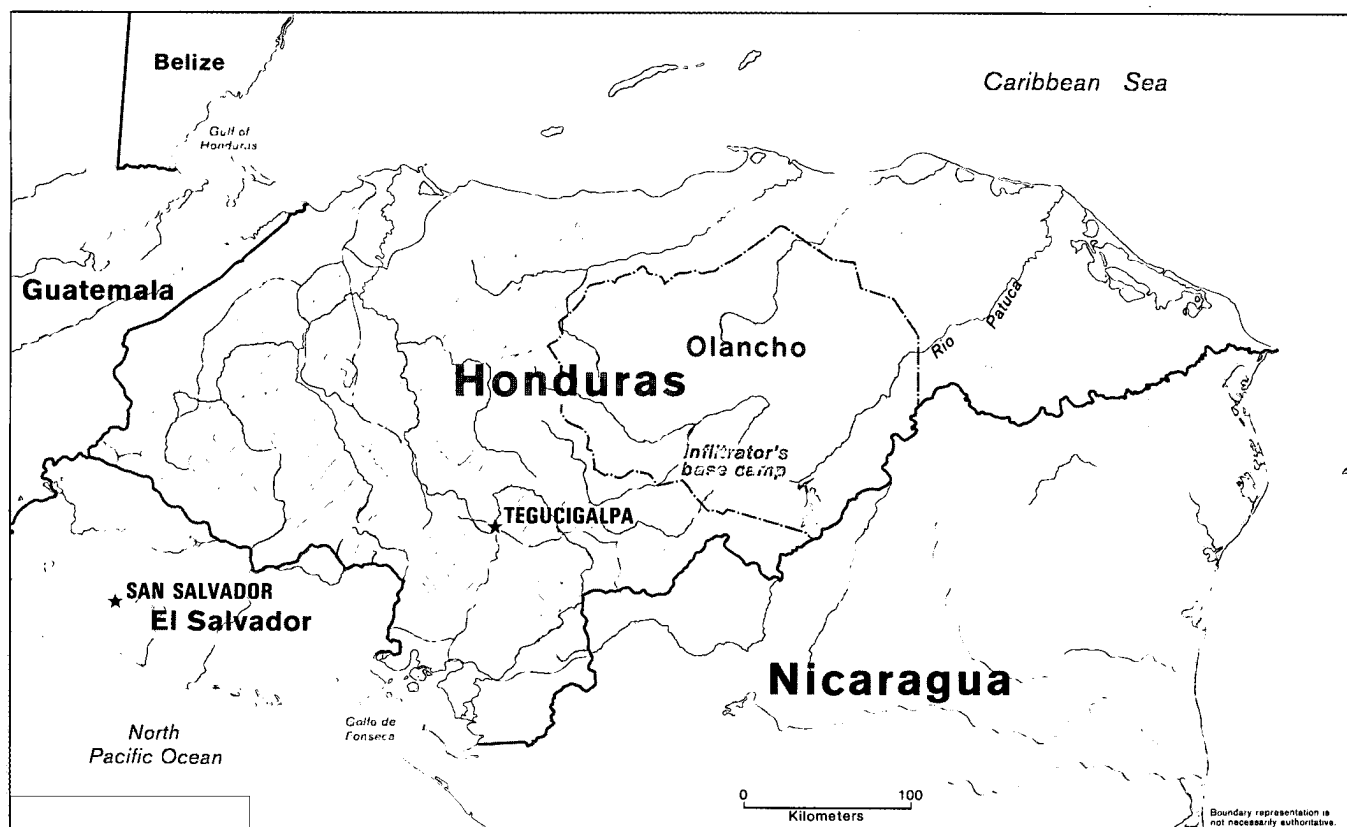 Belize
Caribbean Sea
Gulf of
Honduras
Guatemala
Rio Patuca
Olancho
Honduras
Infiltrator's
base camp
TEGUCIGALPA
SAN SALVADOR
El Salvador
Nicaragua
Golfo de
Fonseca
North
Pacific Ocean
0 100
Kilometers
Boundary representation is
not necessarily authoritative.